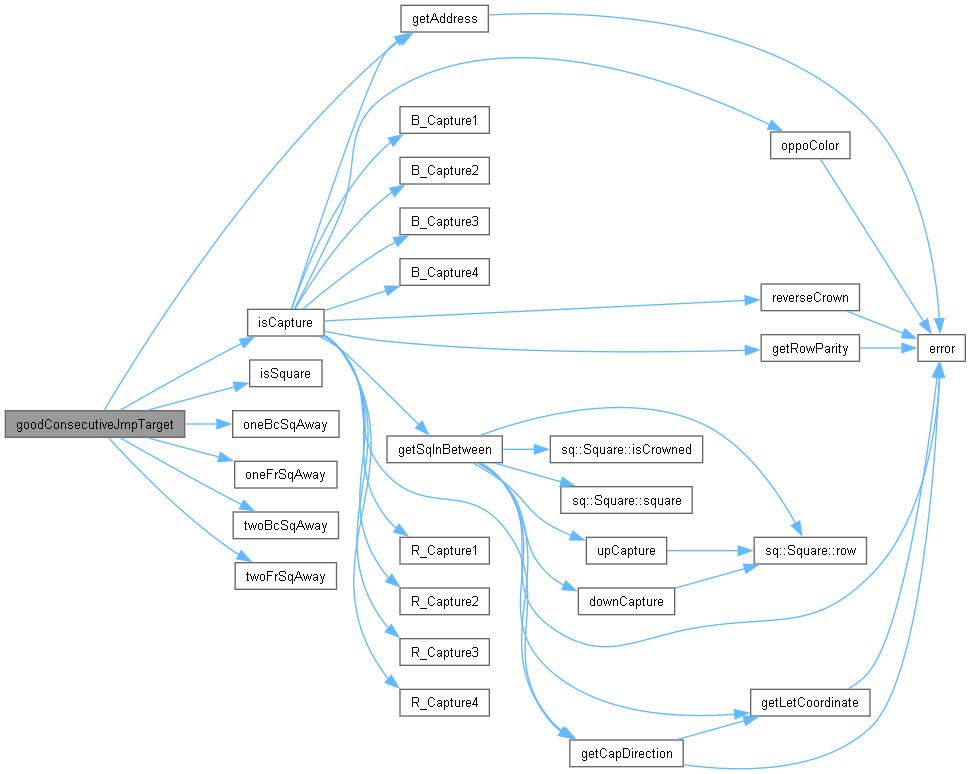 getAddress
B_Capture1
oppoColor
B_Capture2
B_Capture3
B_Capture4
reverseCrown
isCapture
getRowParity
error
isSquare
goodConsecutiveJmpTarget
oneBcSqAway
getSqInBetween
sq::Square::isCrowned
oneFrSqAway
sq::Square::square
twoBcSqAway
R_Capture1
upCapture
sq::Square::row
twoFrSqAway
R_Capture2
downCapture
R_Capture3
R_Capture4
getLetCoordinate
getCapDirection